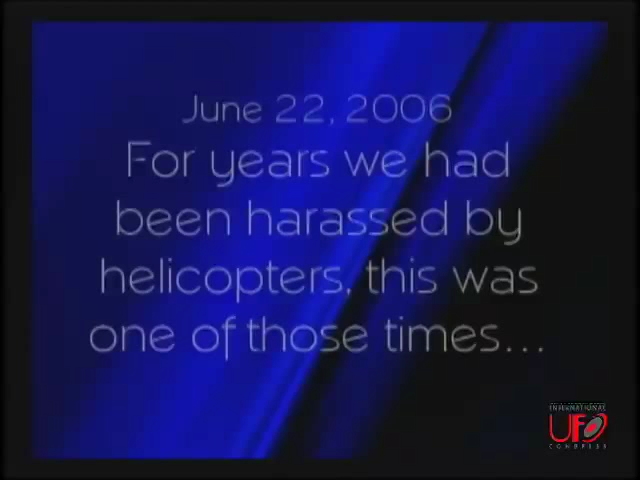 June 22, 2006
For years we had
been harassed by
helicopters, this was
one of those times...
INTERNATIONAL
UFO
CONGRESS